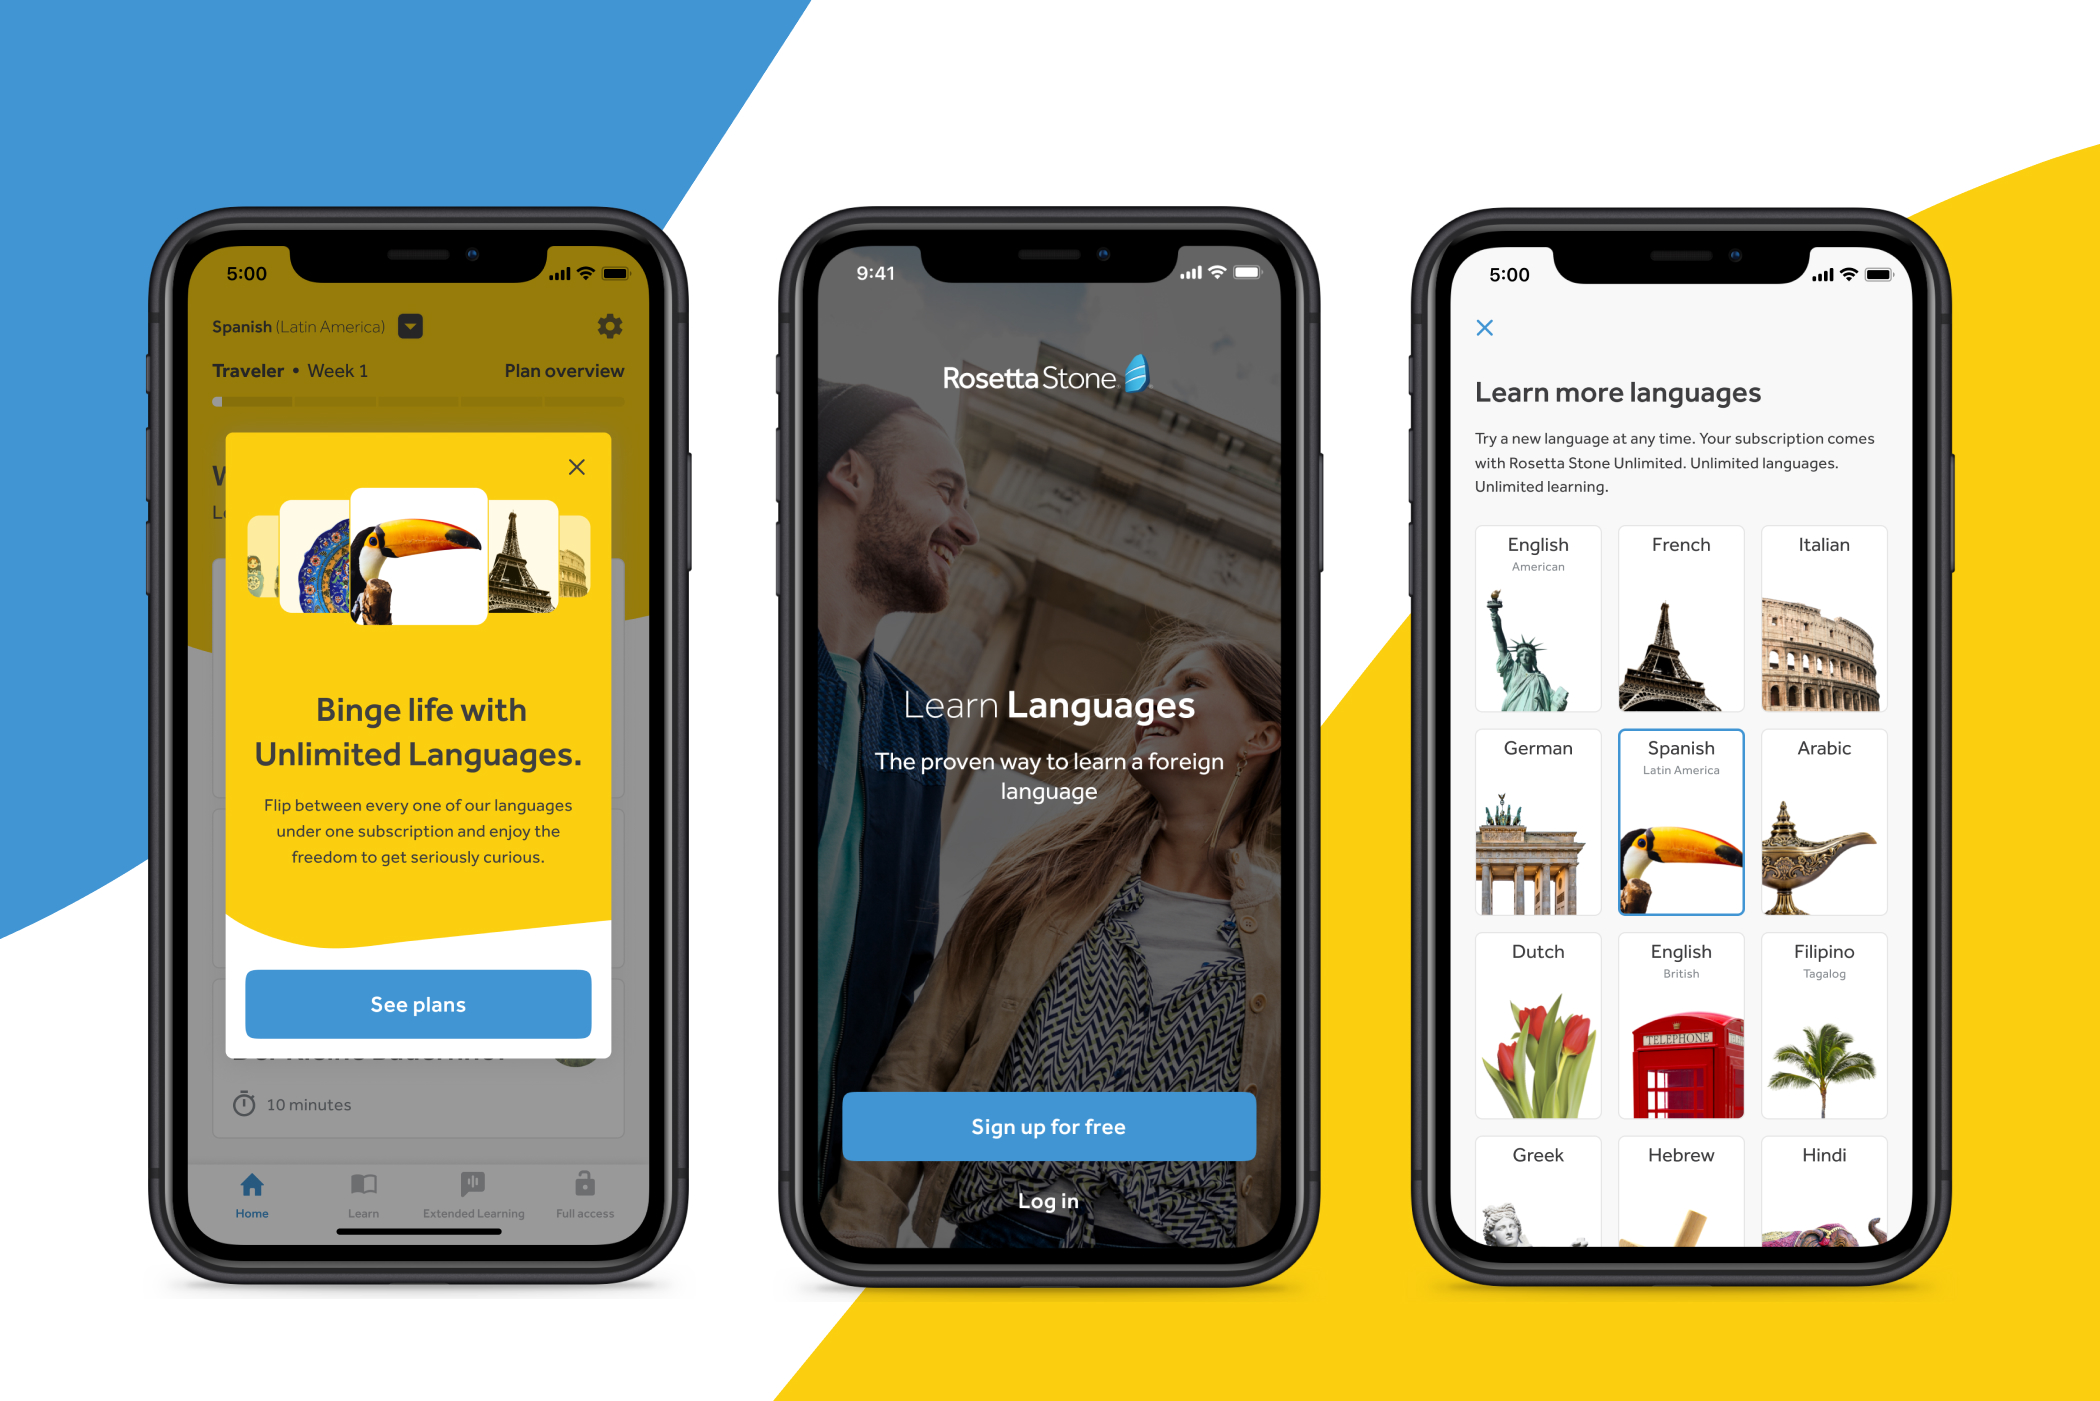 5:00
Spanish (Latin America)
Traveler • Week 1
Plan overview
Binge life with
Unlimited Languages.
Flip between every one of our languages
under one subscription and enjoy the
freedom to get seriously curious.
See plans
10 minutes
Home
Learn
Extended Learning
Full access
9:41
Rosetta Stone
Learn Languages
The proven way to learn a foreign
language
Sign up for free
Log in
5:00
Learn more languages
Try a new language at any time. Your subscription comes
with Rosetta Stone Unlimited. Unlimited languages.
Unlimited learning.
English
American
French
Italian
German
Spanish
Latin America
Arabic
Dutch
English
British
TELEPHONE
Filipino
Tagalog
Greek
Hebrew
Hindi